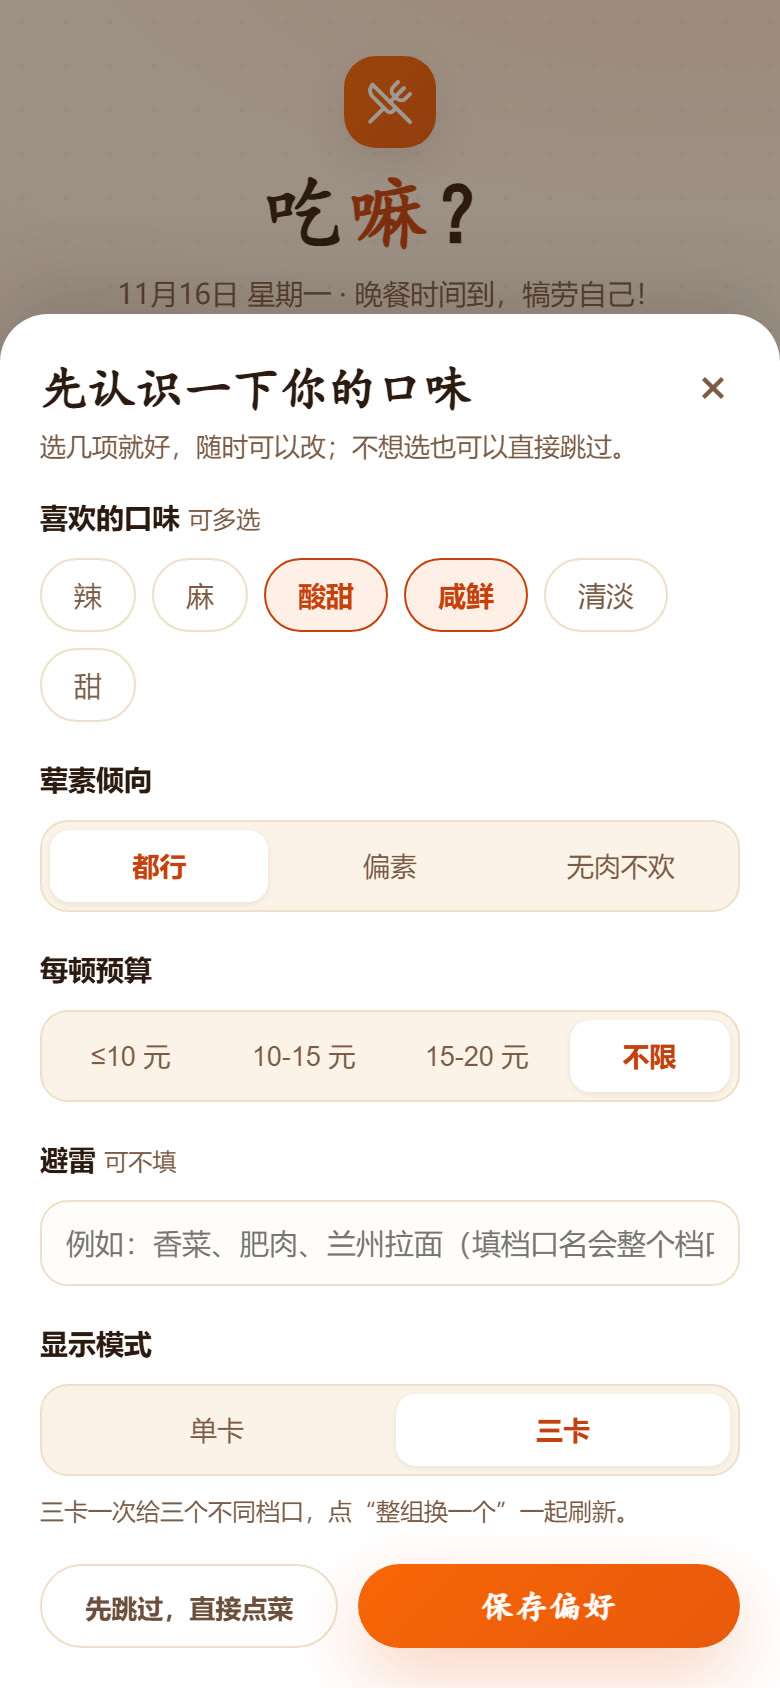 吃嘛?
11月16日 星期一 · 晚餐时间到，犒劳自己！
先认识一下你的口味
×
选几项就好，随时可以改；不想选也可以直接跳过。
喜欢的口味 可多选
辣 麻 酸甜 咸鲜 清淡
甜
荤素倾向
都行 偏素 无肉不欢
每顿预算
≤10 元 10-15 元 15-20 元 不限
避雷 可不填
例如：香菜、肥肉、兰州拉面（填档口名会整个档
显示模式
单卡 三卡
三卡一次给三个不同档口，点“整组换一个”一起刷新。
先跳过，直接点菜 保存偏好